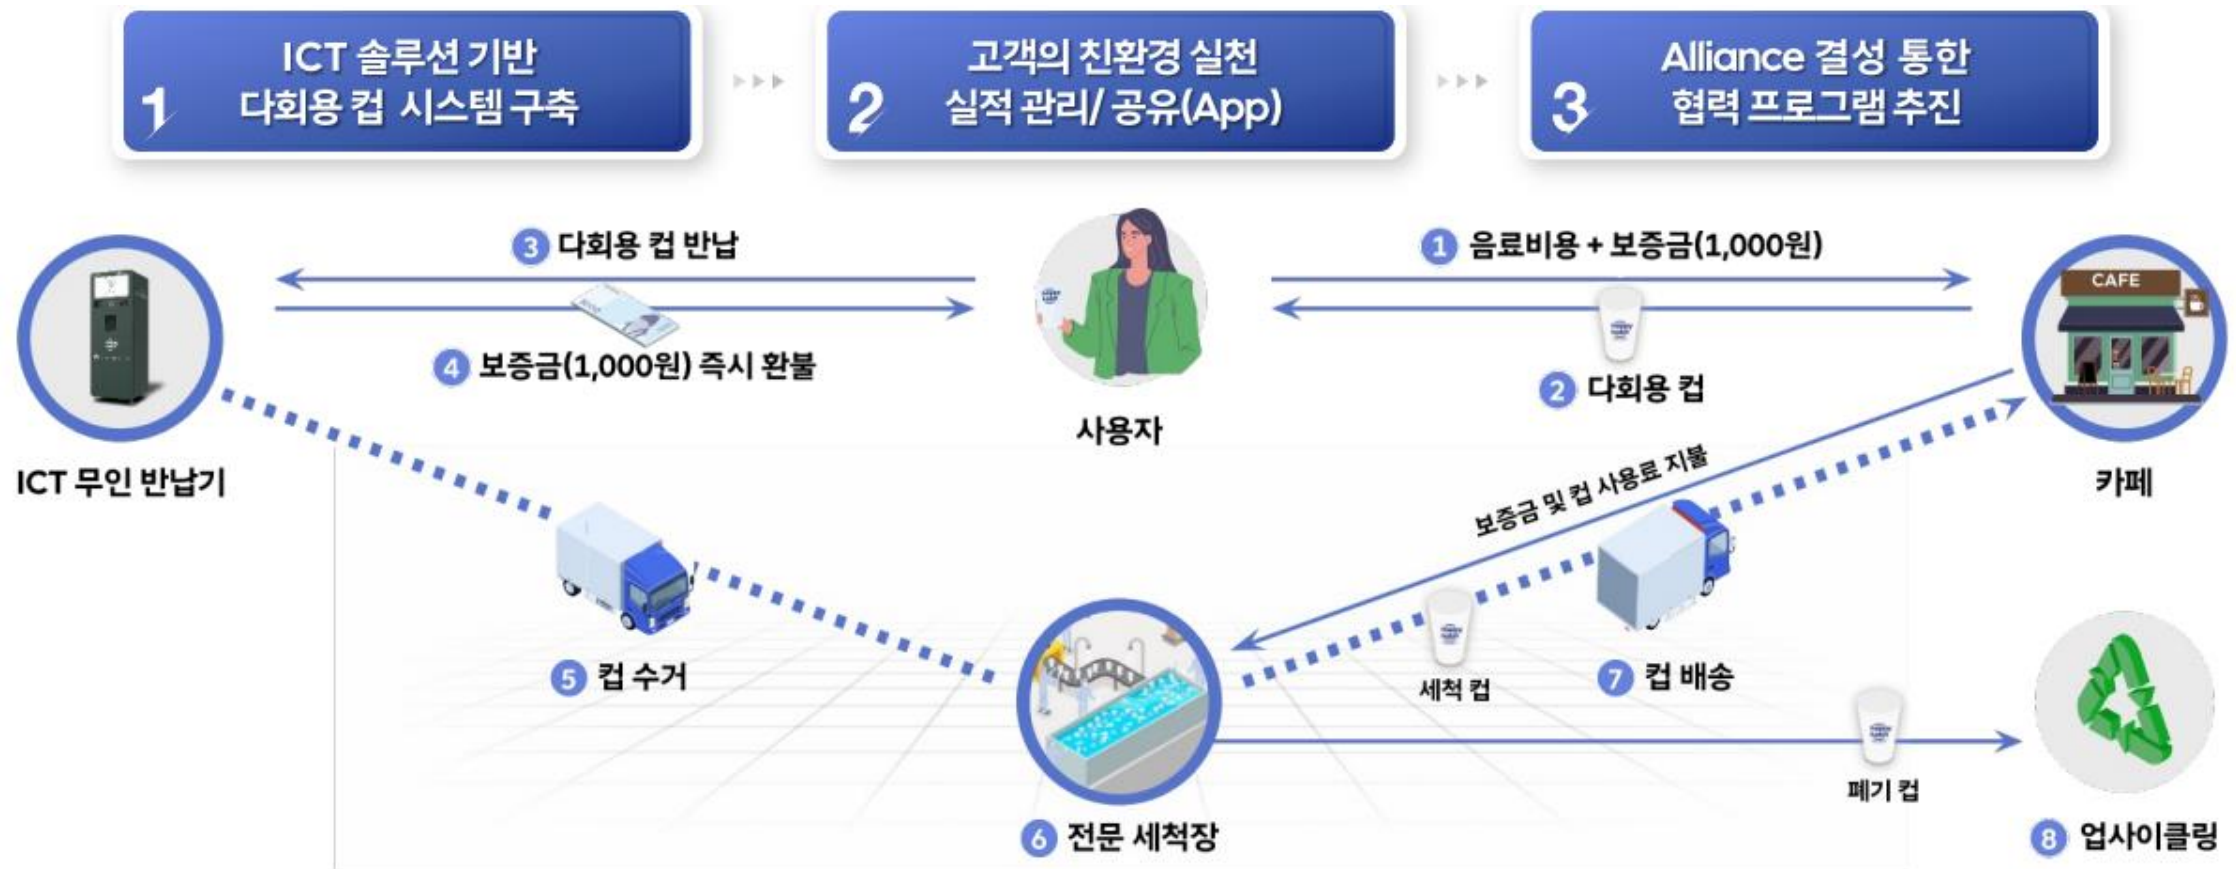 1
ICT 솔루션 기반
다회용 컵 시스템 구축
2
고객의 친환경 실천
실적 관리/ 공유(App)
3
Alliance 결성 통한
협력 프로그램 추진
3 다회용 컵 반납
1 음료비용 + 보증금(1,000원)
CAFE
4 보증금(1,000원) 즉시 환불
2 다회용 컵
사용자
ICT 무인 반납기
카페
보증금 및 컵 사용료 지불
5 컵 수거
세척 컵
7 컵 배송
폐기 컵
6 전문 세척장
8 업사이클링